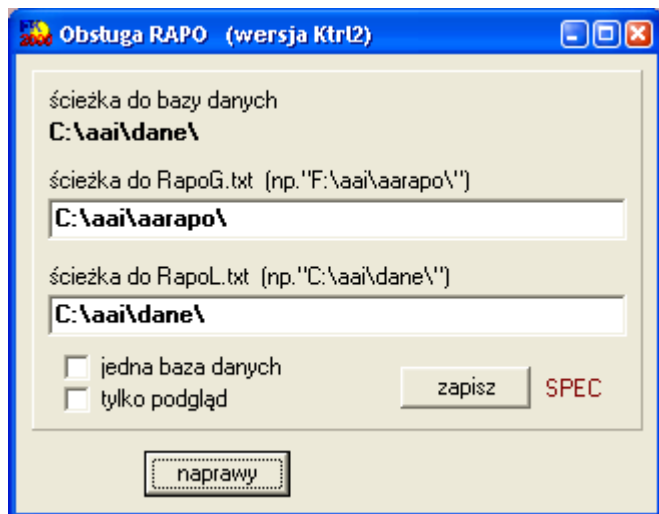 Obsługa RAPO (wersja Ktrl2)
ścieżka do bazy danych
C:\aai\dane\
ścieżka do RapoG.txt (np."F:\aai\aarapo\")
C:\aai\aarapo\
ścieżka do RapoL.txt (np."C:\aai\dane\")
C:\aai\dane\
jedna baza danych
tylko podgląd
zapisz SPEC
naprawy